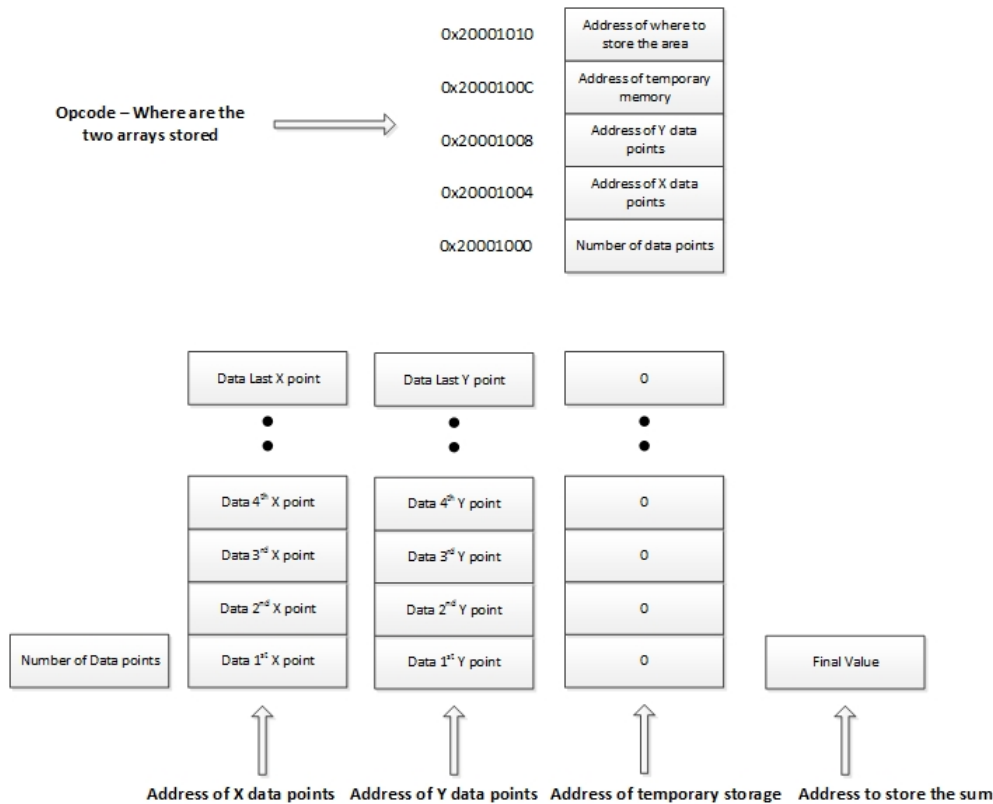 0x20001010
Address of where to
store the area
0x2000100C
Address of temporary
memory
Opcode – Where are the
two arrays stored
0x20001008
Address of Y data
points
0x20001004
Address of X data
points
0x20001000
Number of data points
Data Last X point
Data Last Y point
0
Data 4th X point
Data 4th Y point
0
Data 3rd X point
Data 3rd Y point
0
Data 2nd X point
Data 2nd Y point
0
Number of Data points
Data 1st X point
Data 1st Y point
0
Final Value
Address of X data points
Address of Y data points
Address of temporary storage
Address to store the sum